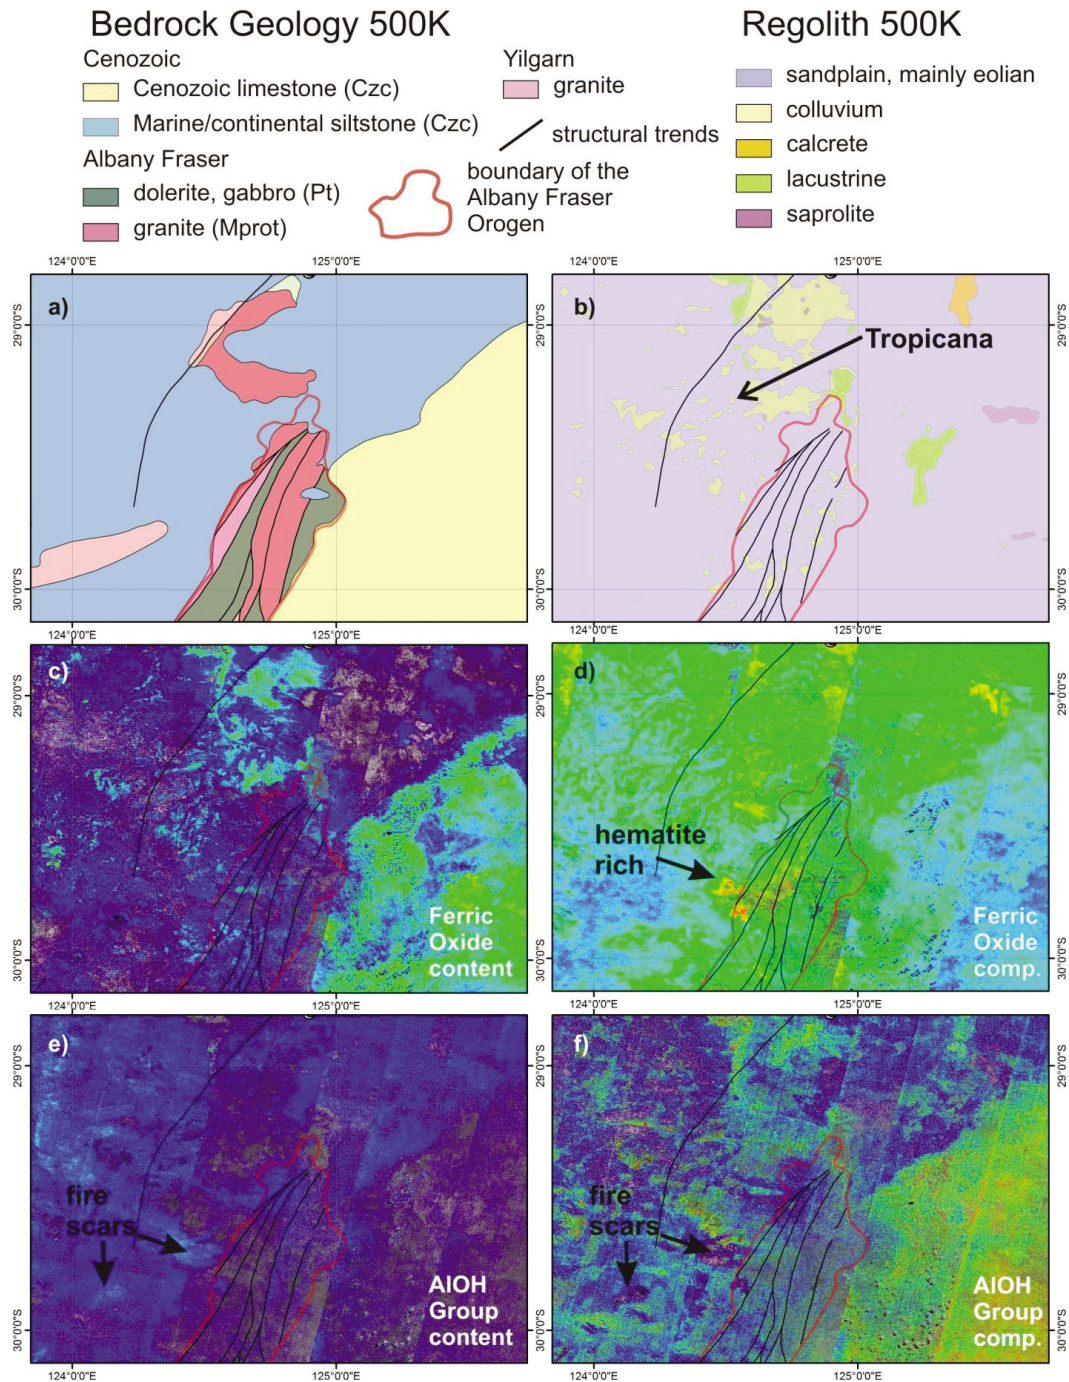 Bedrock Geology 500K
Regolith 500K
Cenozoic
Cenozoic limestone (Czc)
Marine/continental siltstone (Czc)
Albany Fraser
dolerite, gabbro (Pt)
granite (Mprot)
Yilgarn
granite
structural trends
boundary of the
Albany Fraser
Orogen
sandplain, mainly eolian
colluvium
calcrete
lacustrine
saprolite
124°0'0"E
125°0'0"E
124°0'0"E
125°0'0"E
29°0'0"S
30°0'0"S
a)
b)
Tropicana
29°0'0"S
30°0'0"S
124°0'0"E
125°0'0"E
124°0'0"E
125°0'0"E
29°0'0"S
30°0'0"S
c)
Ferric
Oxide
content
d)
hematite
rich
Ferric
Oxide
comp.
29°0'0"S
30°0'0"S
124°0'0"E
125°0'0"E
124°0'0"E
125°0'0"E
29°0'0"S
30°0'0"S
e)
fire
scars
AlOH
Group
content
f)
fire
scars
AlOH
Group
comp.
29°0'0"S
30°0'0"S
124°0'0"E
125°0'0"E
124°0'0"E
125°0'0"E